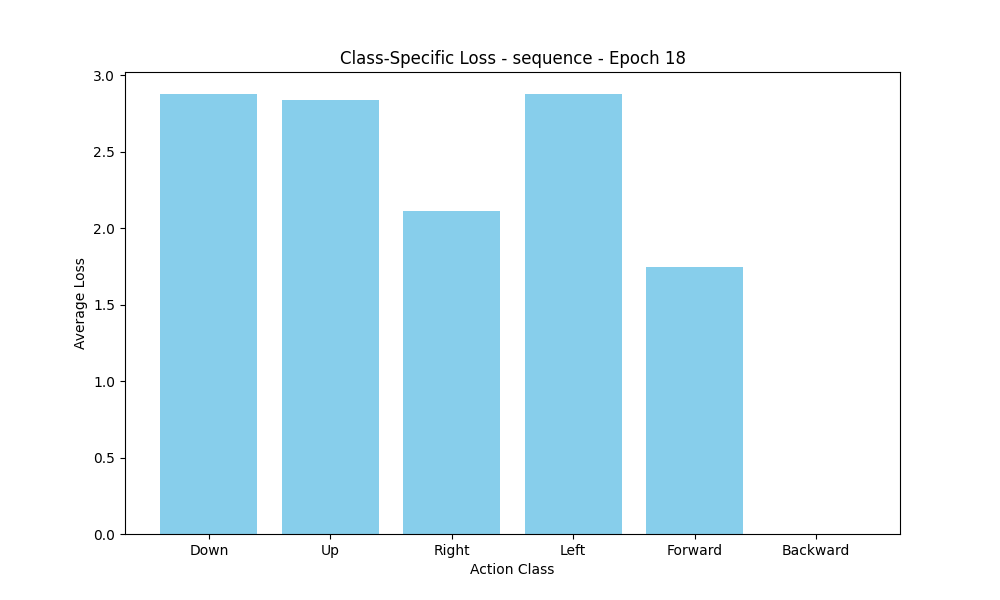 Class-Specific Loss - sequence - Epoch 18
3.0
2.5
2.0
1.5
1.0
0.5
0.0
Average Loss
Down Up Right Left Forward Backward
Action Class